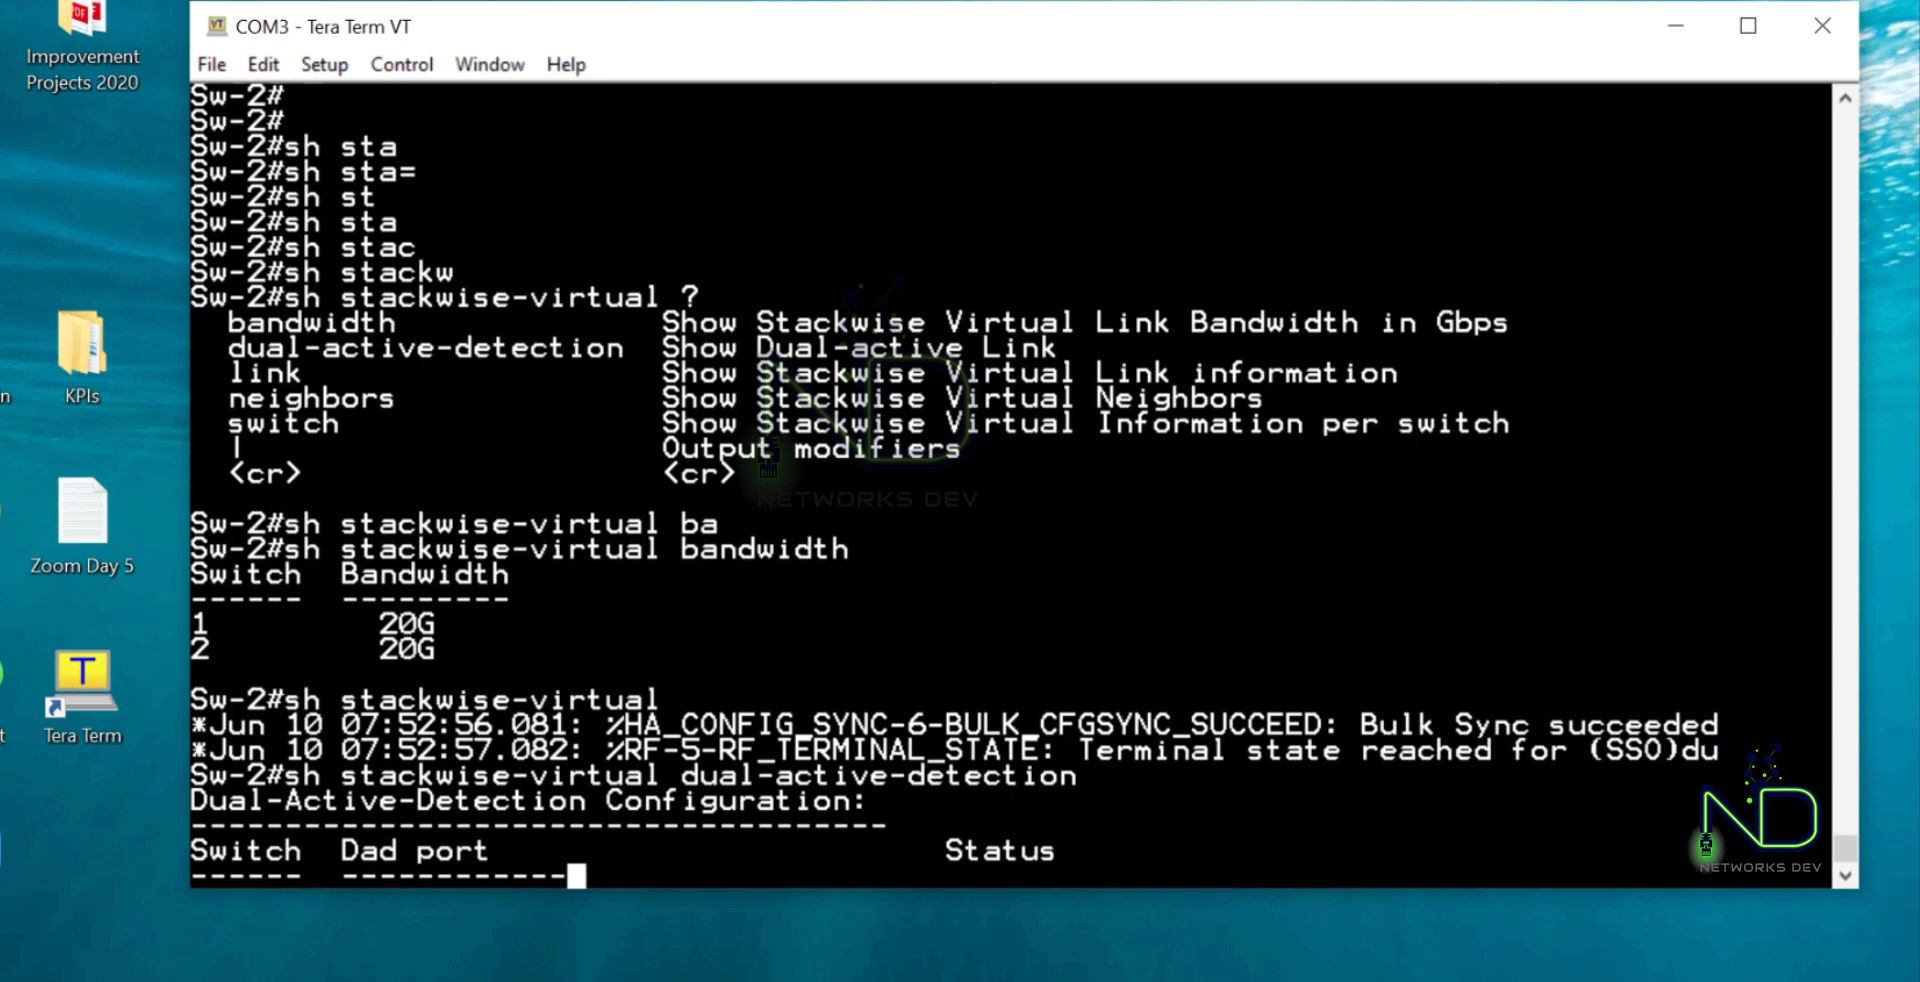 Improvement
Projects 2020
KPIs
Zoom Day 5
Tera Term
COM3 - Tera Term VT
File Edit Setup Control Window Help
Sw-2#
Sw-2#
Sw-2#sh sta
Sw-2#sh sta=
Sw-2#sh st
Sw-2#sh sta
Sw-2#sh stac
Sw-2#sh stackw
Sw-2#sh stackwise-virtual ?
bandwidth Show Stackwise Virtual Link Bandwidth in Gbps
dual-active-detection Show Dual-active Link
link Show Stackwise Virtual Link information
neighbors Show Stackwise Virtual Neighbors
switch Show Stackwise Virtual Information per switch
| Output modifiers
<cr> <cr>
Sw-2#sh stackwise-virtual ba
Sw-2#sh stackwise-virtual bandwidth
Switch Bandwidth
------ ---------
1 20G
2 20G
Sw-2#sh stackwise-virtual
*Jun 10 07:52:56.081: %HA_CONFIG_SYNC-6-BULK_CFGSYNC_SUCCEED: Bulk Sync succeeded
*Jun 10 07:52:57.082: %RF-5-RF_TERMINAL_STATE: Terminal state reached for (SSO)du
Sw-2#sh stackwise-virtual dual-active-detection
Dual-Active-Detection Configuration:
-------------------------------------
Switch Dad port Status
------ ------------
ND
NETWORKS DEV
ND
NETWORKS DEV